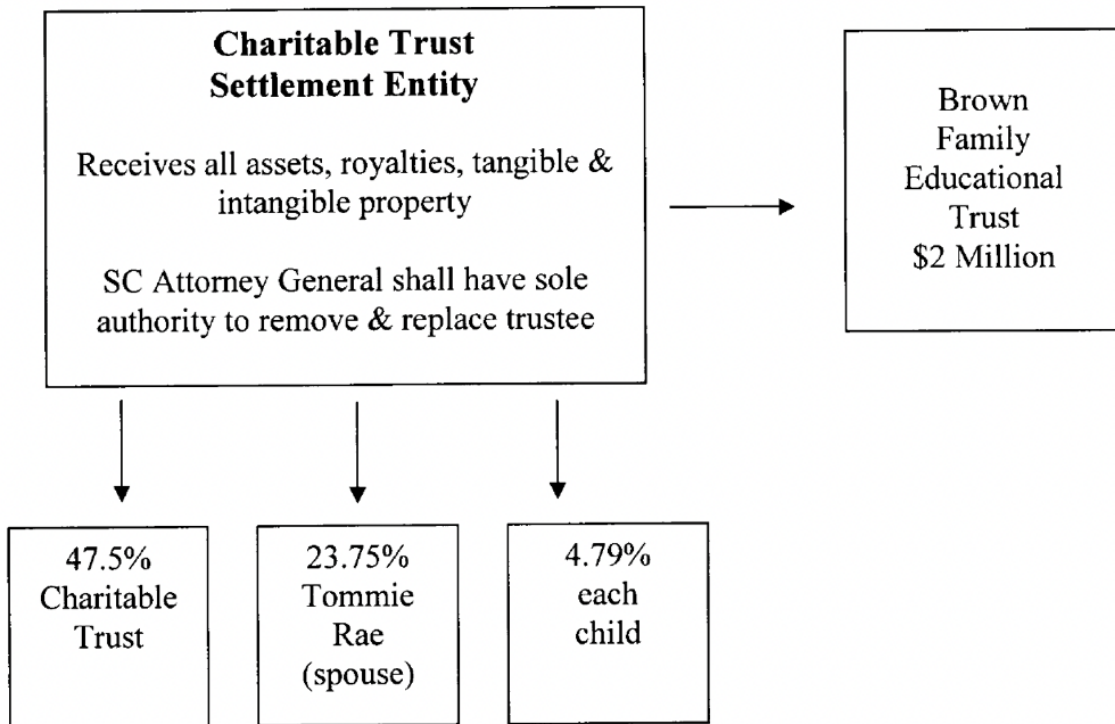 Charitable Trust
Settlement Entity
Receives all assets, royalties, tangible &
intangible property
SC Attorney General shall have sole
authority to remove & replace trustee
Brown
Family
Educational
Trust
$2 Million
47.5%
Charitable
Trust
23.75%
Tommie
Rae
(spouse)
4.79%
each
child